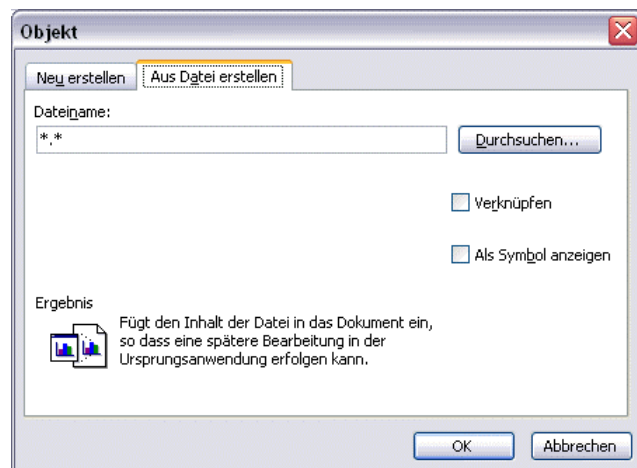 Objekt
Neu erstellen
Aus Datei erstellen
Dateiname:
*.*
Durchsuchen...
Verknüpfen
Als Symbol anzeigen
Ergebnis
Fügt den Inhalt der Datei in das Dokument ein,
so dass eine spätere Bearbeitung in der
Ursprungsanwendung erfolgen kann.
OK
Abbrechen